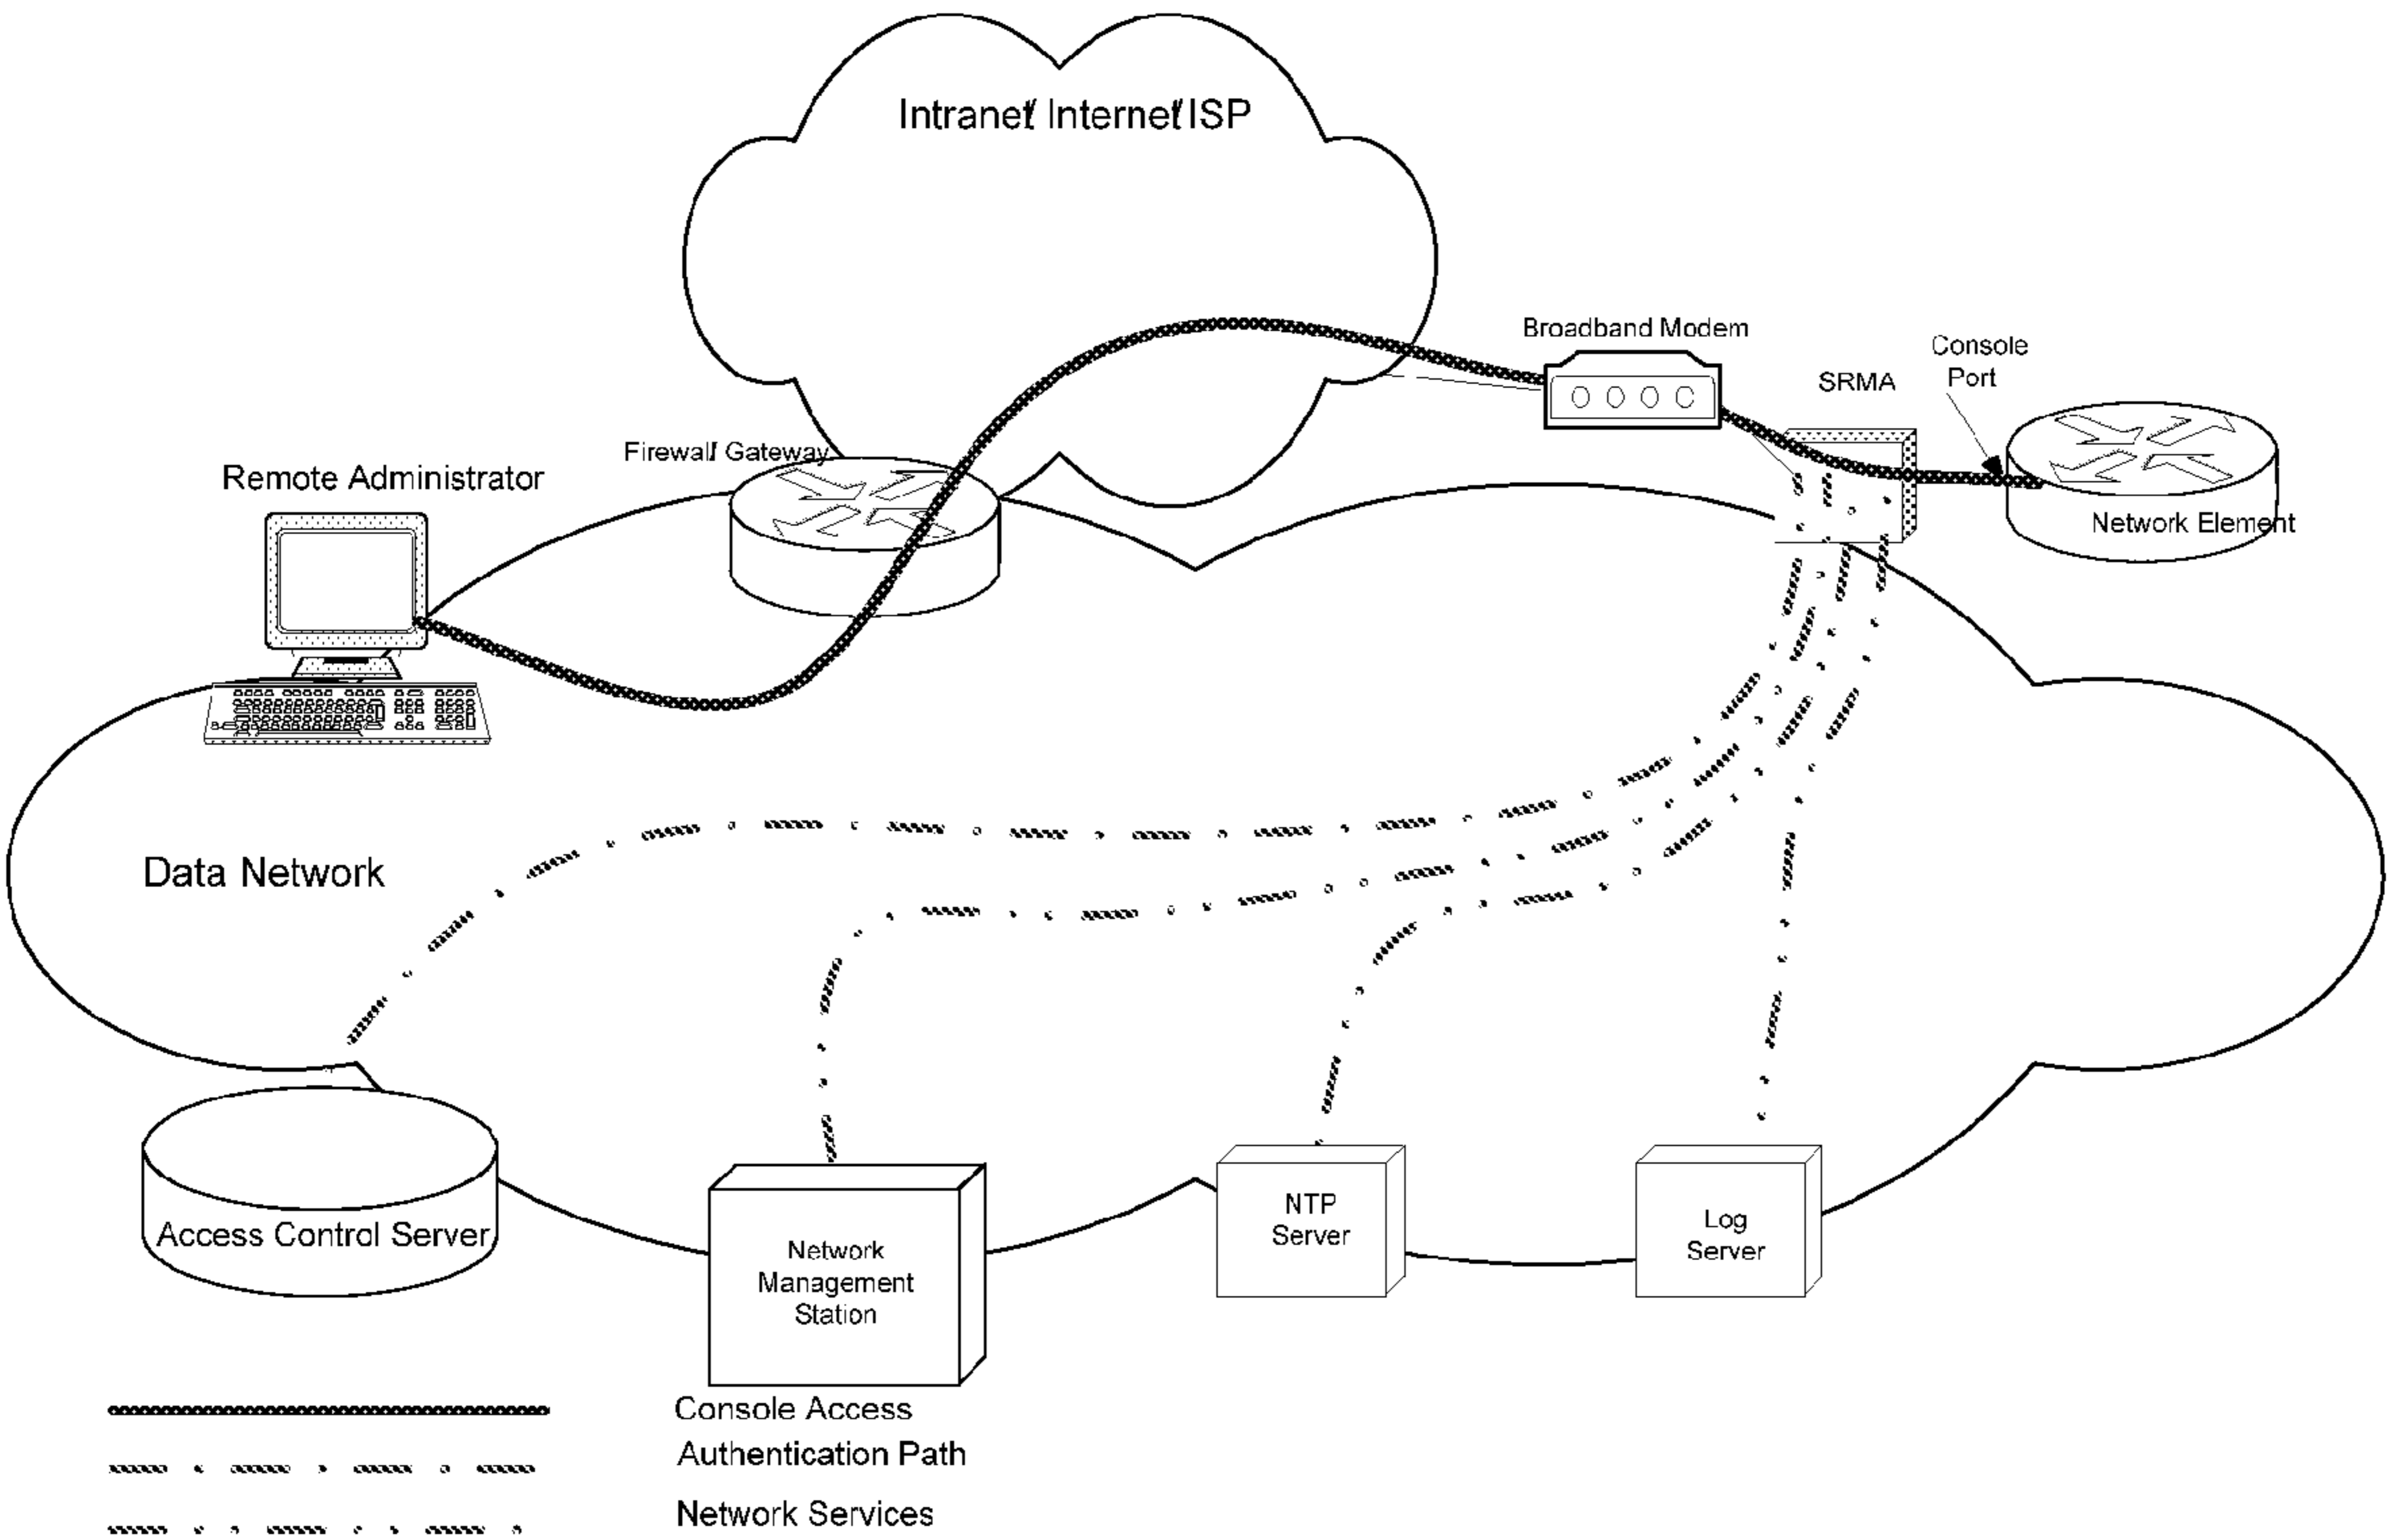 Intranet/ Internet/ISP
Broadband Modem
Console
Port
SRMA
Firewall/ Gateway
Remote Administrator
Network Element
Data Network
Access Control Server
Network
Management
Station
NTP
Server
Log
Server
Console Access
Authentication Path
Network Services